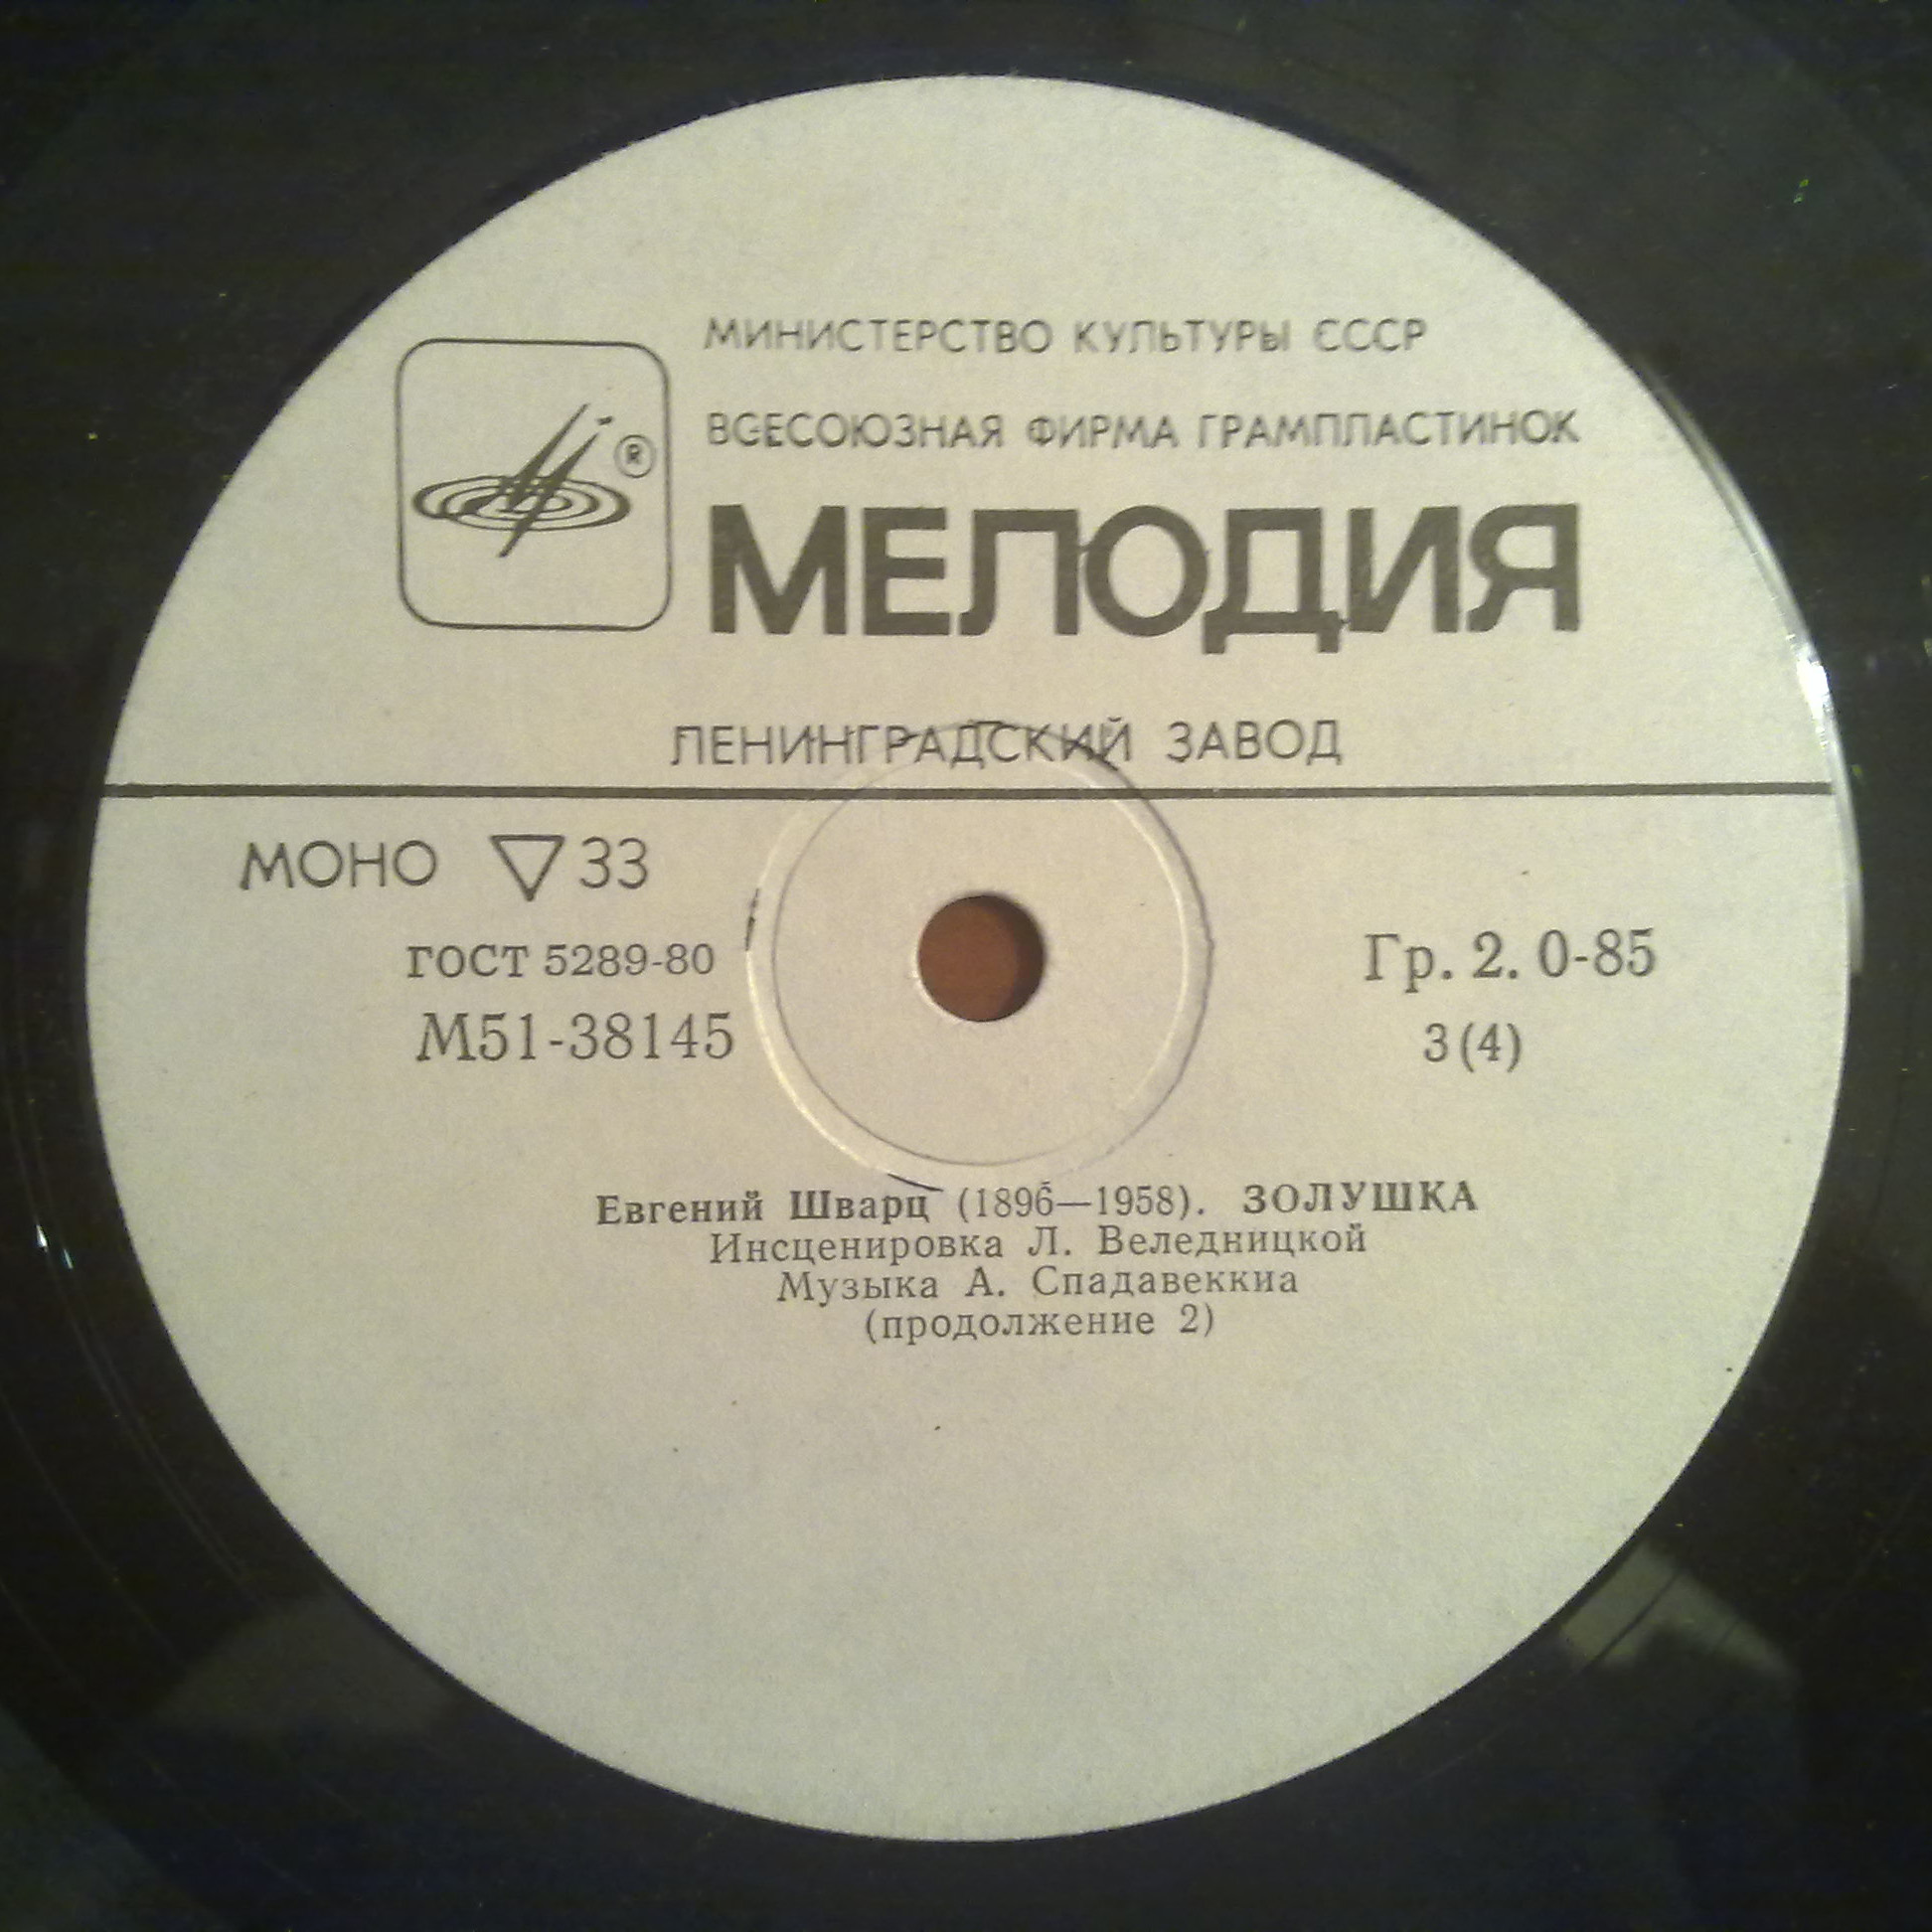 МИНИСТЕРСТВО КУЛЬТУРЫ СССР
ВСЕСОЮЗНАЯ ФИРМА ГРАМПЛАСТИНОК
®
МЕЛОДИЯ
ЛЕНИНГРАДСКИЙ ЗАВОД
МОНО ▽33
ГОСТ 5289-80
Гр. 2. 0-85
М51-38145
3(4)
Евгений Шварц (1896—1958). ЗОЛУШКА
Инсценировка Л. Веледницкой
Музыка А. Спадавеккиа
(продолжение 2)